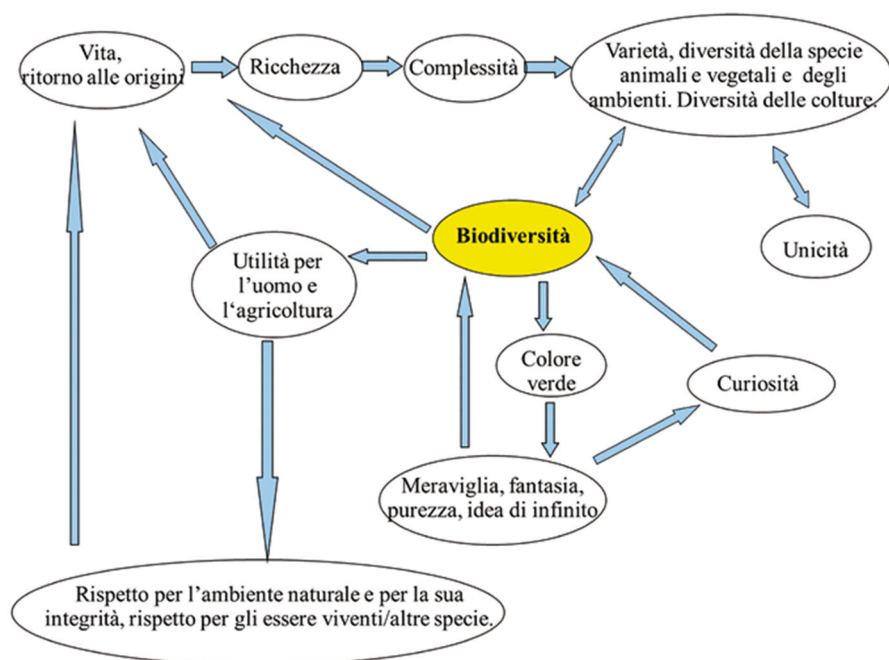 Vita,
ritorno alle origini
Ricchezza
Complessità
Varietà, diversità della specie
animali e vegetali e degli
ambienti. Diversità delle colture.
Biodiversità
Unicità
Utilità per
l'uomo e
l'agricoltura
Colore
verde
Curiosità
Meraviglia, fantasia,
purezza, idea di infinito
Rispetto per l'ambiente naturale e per la sua
integrità, rispetto per gli essere viventi/altre specie.